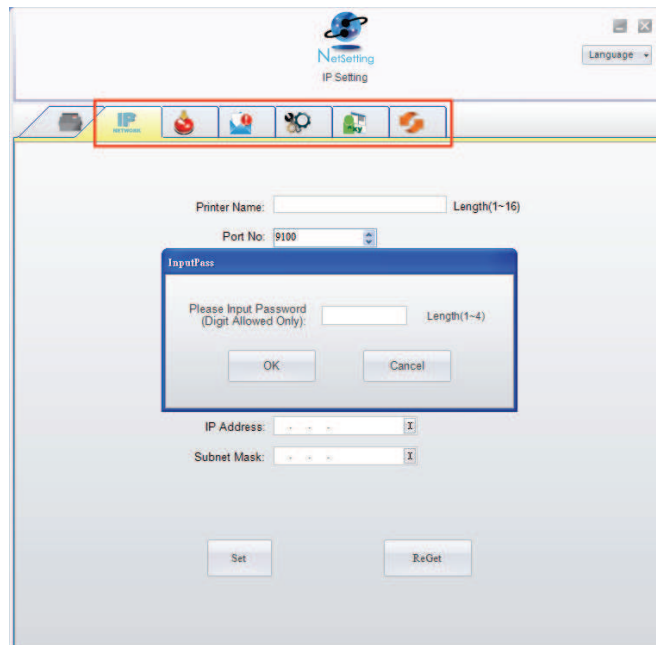 NetSetting
IP Setting
Language
IP
NETWORK
Printer Name:
Length(1~16)
Port No:
9100
InputPass
Please Input Password
(Digit Allowed Only):
Length(1~4)
OK
Cancel
IP Address:
. . .
X
Subnet Mask:
. . .
X
Set
ReGet